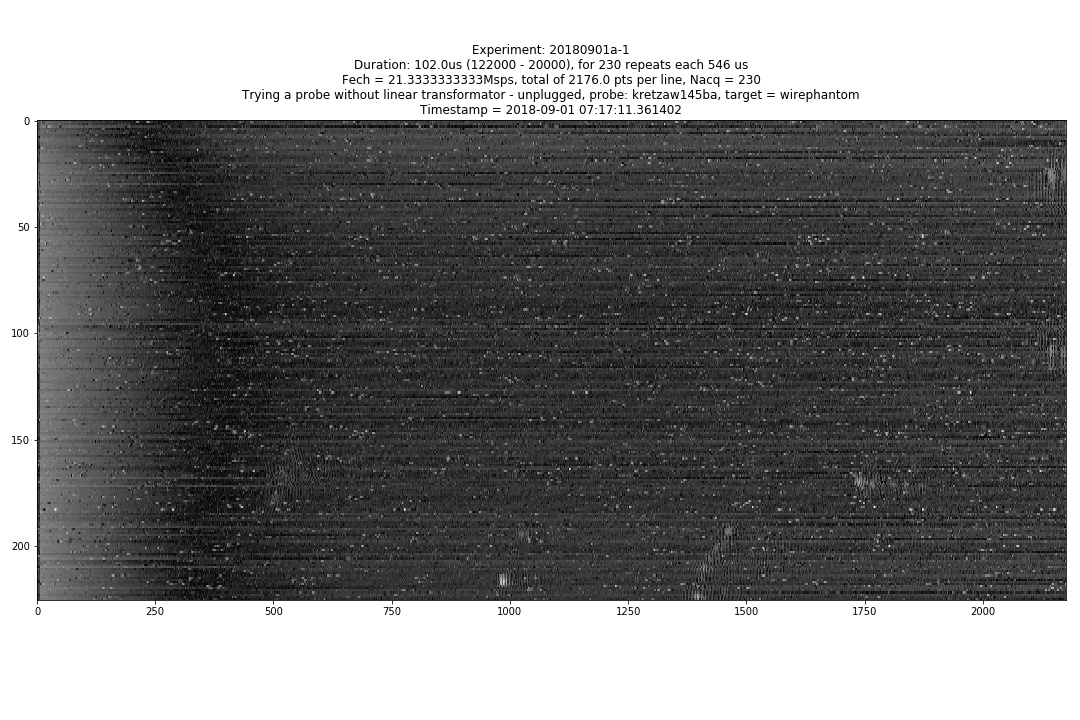 Experiment: 20180901a-1
Duration: 102.0us (122000 - 20000), for 230 repeats each 546 us
Fech = 21.3333333333Msps, total of 2176.0 pts per line, Nacq = 230
Trying a probe without linear transformator - unplugged, probe: kretzaw145ba, target = wirephantom
Timestamp = 2018-09-01 07:17:11.361402
0
50
100
150
200
0 250 500 750 1000 1250 1500 1750 2000